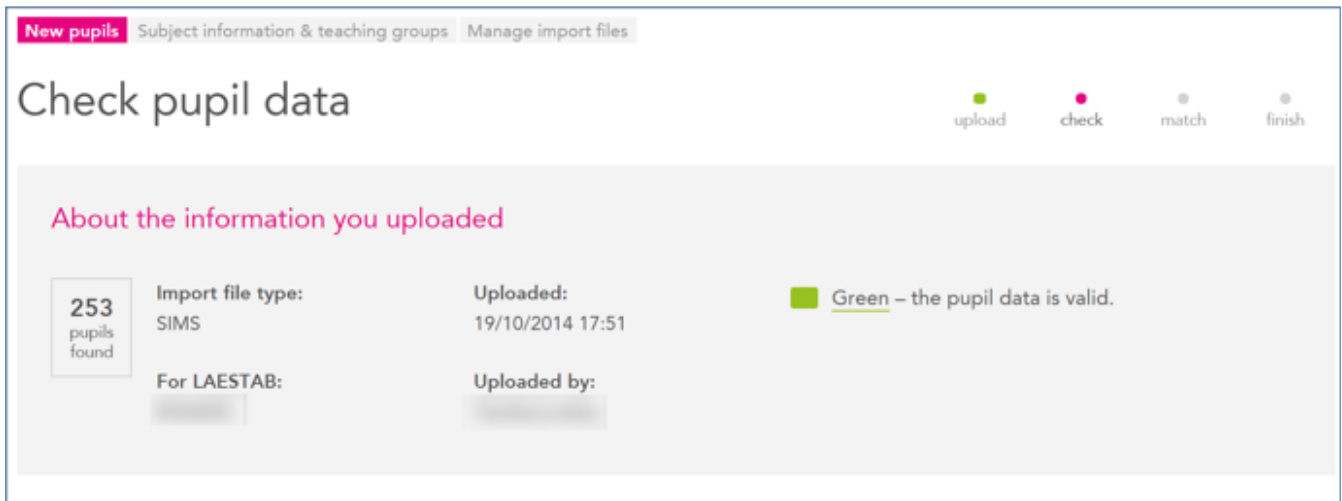 New pupils Subject information & teaching groups Manage import files
Check pupil data
upload check match finish
About the information you uploaded
253
pupils
found
Import file type:
SIMS
Uploaded:
19/10/2014 17:51
Green – the pupil data is valid.
For LAESTAB:
Uploaded by: